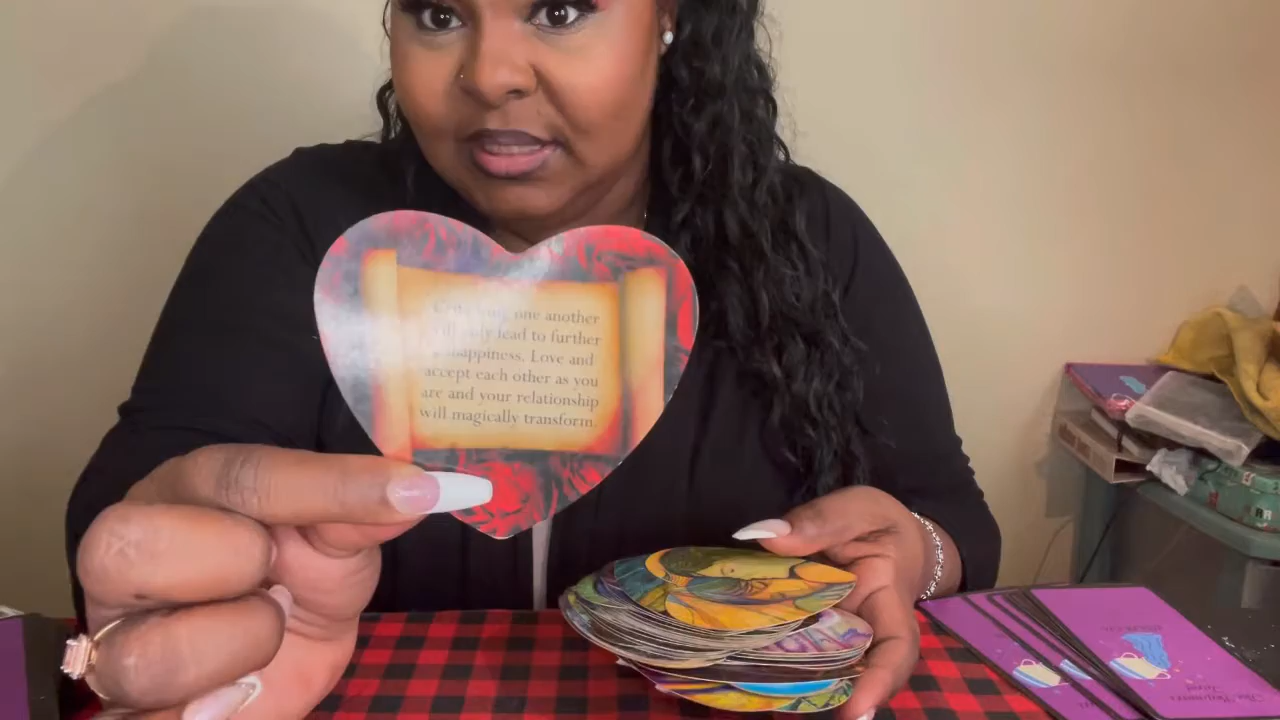 one another
lead to further
happiness. Love and
accept each other as you
are and your relationship
will magically transform.